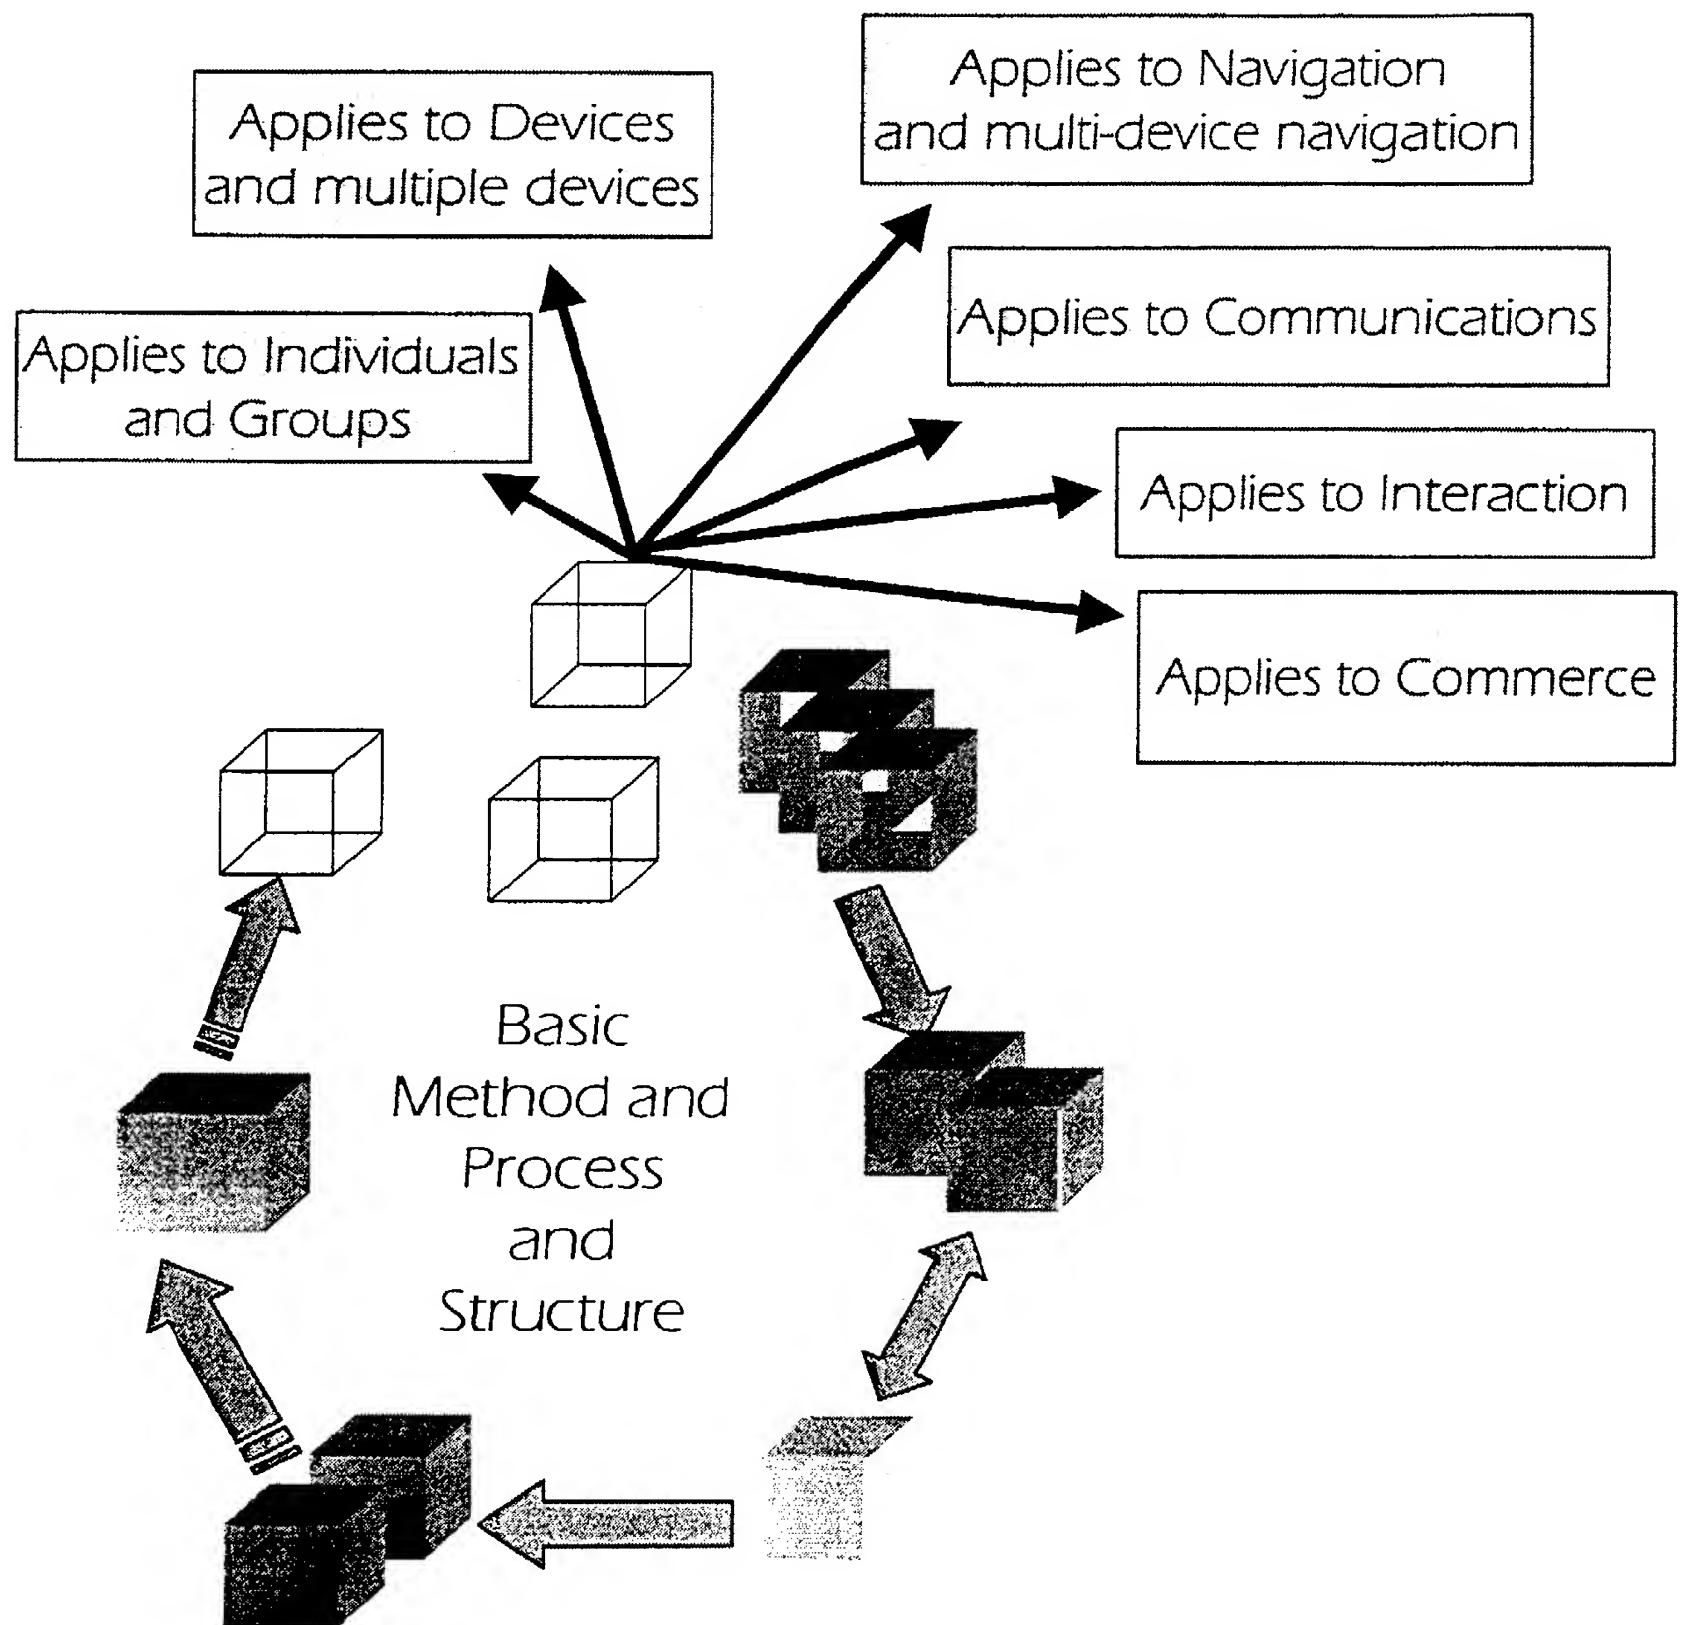 Applies to Devices
and multiple devices
Applies to Navigation
and multi-device navigation
Applies to Individuals
and Groups
Applies to Communications
Applies to Interaction
Applies to Commerce
Basic
Method and
Process
and
Structure